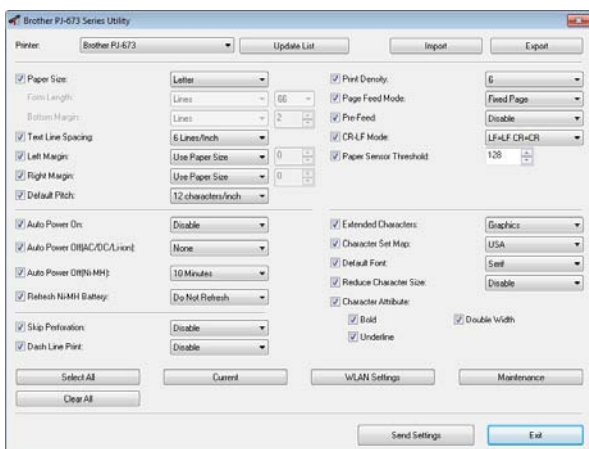 Brother PJ-673 Series Utility
Printer: Brother PJ-673 Update List Import Export
Paper Size: Letter
Form Length: Lines 66
Bottom Margin: Lines 2
Text Line Spacing: 6 Lines/Inch
Left Margin: Use Paper Size 0
Right Margin: Use Paper Size 0
Default Pitch: 12 characters/inch
Print Density: 6
Page Feed Mode: Fixed Page
Pre-Feed: Disable
CR-LF Mode: LF=LF CR=CR
Paper Sensor Threshold: 128
Auto Power On: Disable
Auto Power Off(AC/DC/Li-ion): None
Auto Power Off(Ni-MH): 10 Minutes
Refresh Ni-MH Battery: Do Not Refresh
Skip Perforation: Disable
Dash Line Print: Disable
Extended Characters: Graphics
Character Set Map: USA
Default Font: Serif
Reduce Character Size: Disable
Character Attribute:
Bold Double Width
Underline
Select All Current WLAN Settings Maintenance
Clear All
Send Settings Exit